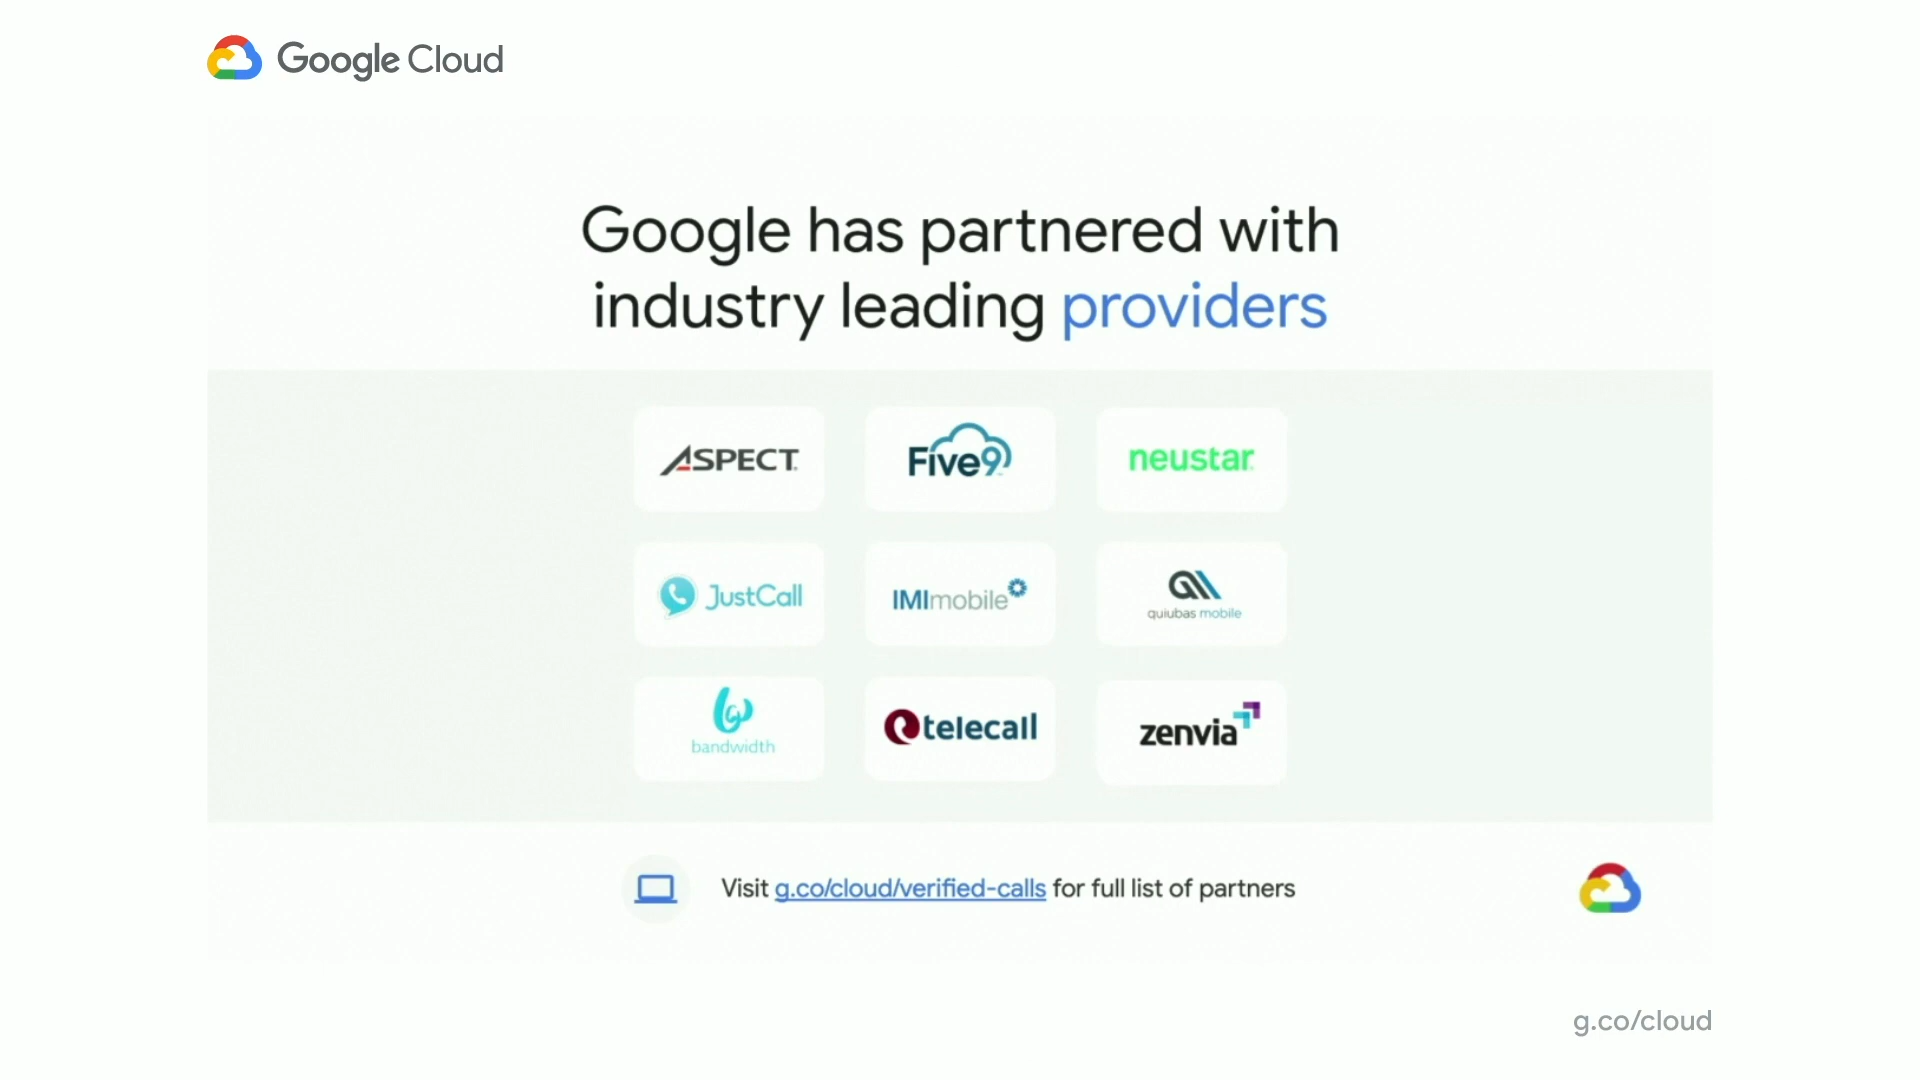 Google Cloud
Google has partnered with
industry leading providers
ASPECT
Five9
neustar
JustCall
IMImobile
quiubas mobile
bandwidth
telecall
zenvia
Visit g.co/cloud/verified-calls for full list of partners
g.co/cloud